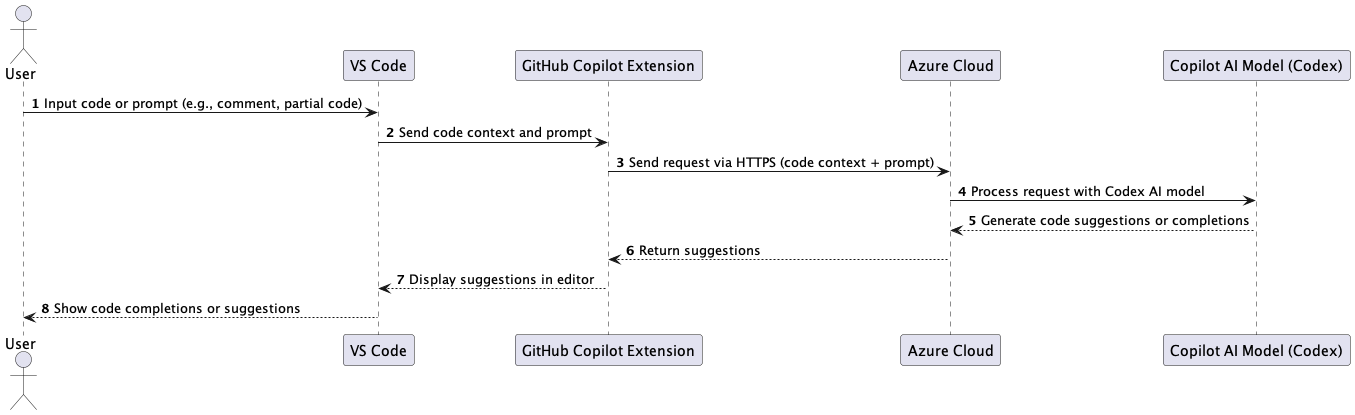 User
VS Code
GitHub Copilot Extension
Azure Cloud
Copilot AI Model (Codex)
1 Input code or prompt (e.g., comment, partial code)
2 Send code context and prompt
3 Send request via HTTPS (code context + prompt)
4 Process request with Codex AI model
5 Generate code suggestions or completions
6 Return suggestions
7 Display suggestions in editor
8 Show code completions or suggestions
User
VS Code
GitHub Copilot Extension
Azure Cloud
Copilot AI Model (Codex)